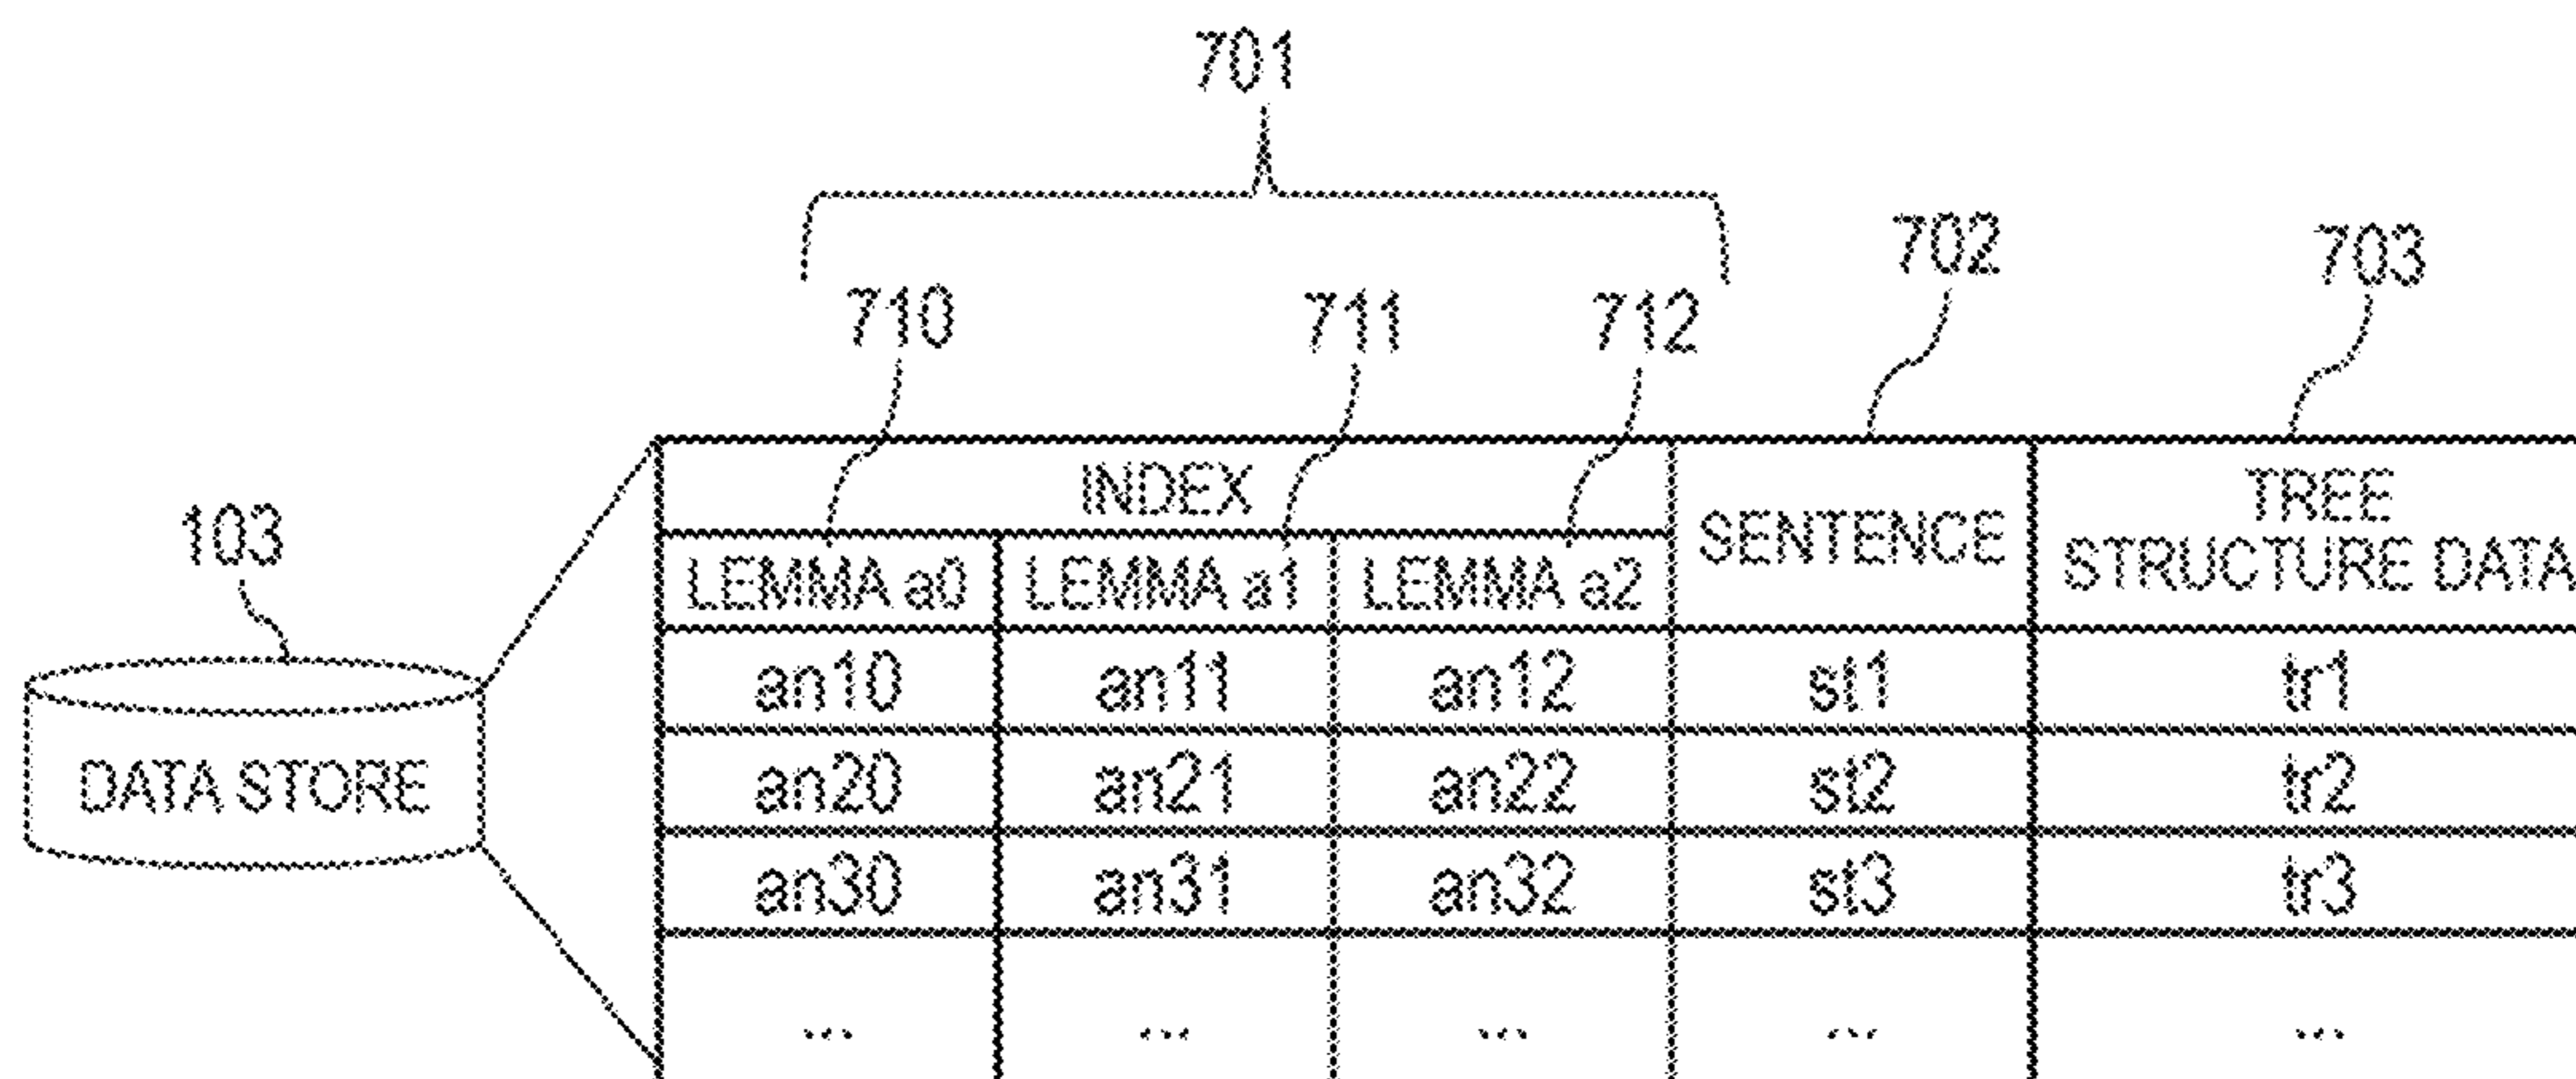 701
702
703
710 711 712
103
INDEX
SENTENCE
TREE
STRUCTURE DATA
LEMMA a0 LEMMA a1 LEMMA a2
an10 an11 an12 st1 tr1
DATA STORE
an20 an21 an22 st2 tr2
an30 an31 an32 st3 tr3
... ... ... ... ...